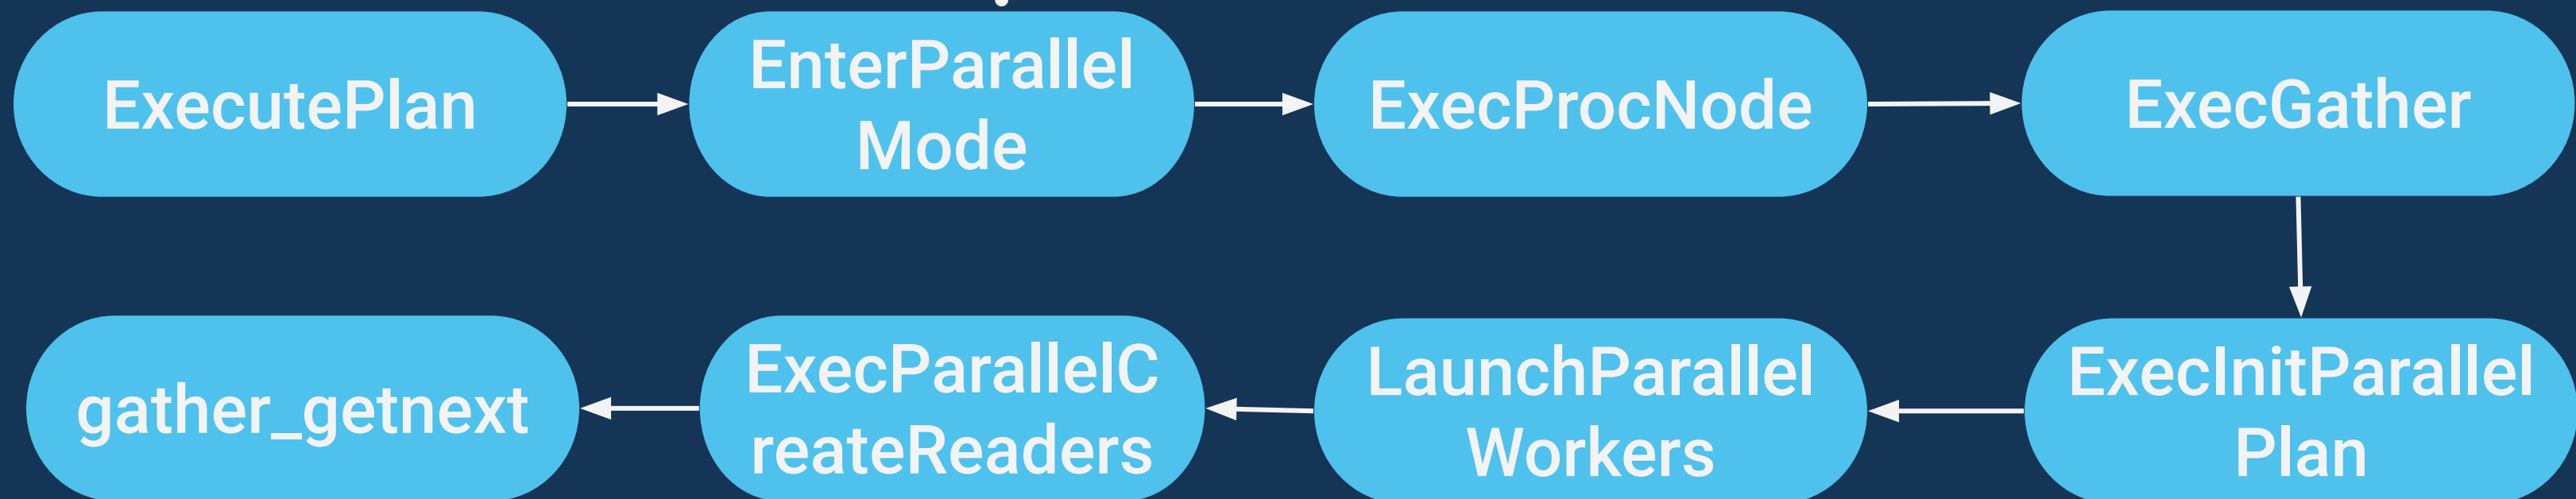 ExecutePlan
EnterParallel
Mode
ExecProcNode
ExecGather
ExecInitParallel
Plan
LaunchParallel
Workers
ExecParallelC
reateReaders
gather_getnext